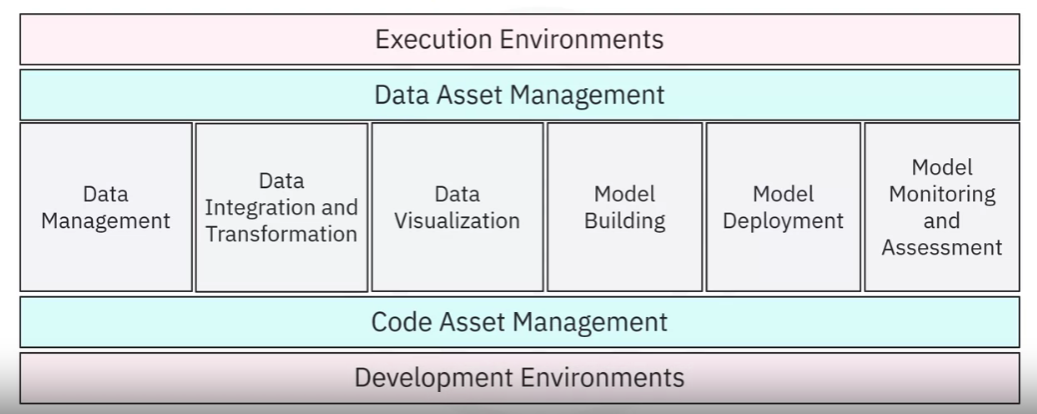 Execution Environments
Data Asset Management
Data
Management
Data
Integration and
Transformation
Data
Visualization
Model
Building
Model
Deployment
Model
Monitoring
and
Assessment
Code Asset Management
Development Environments